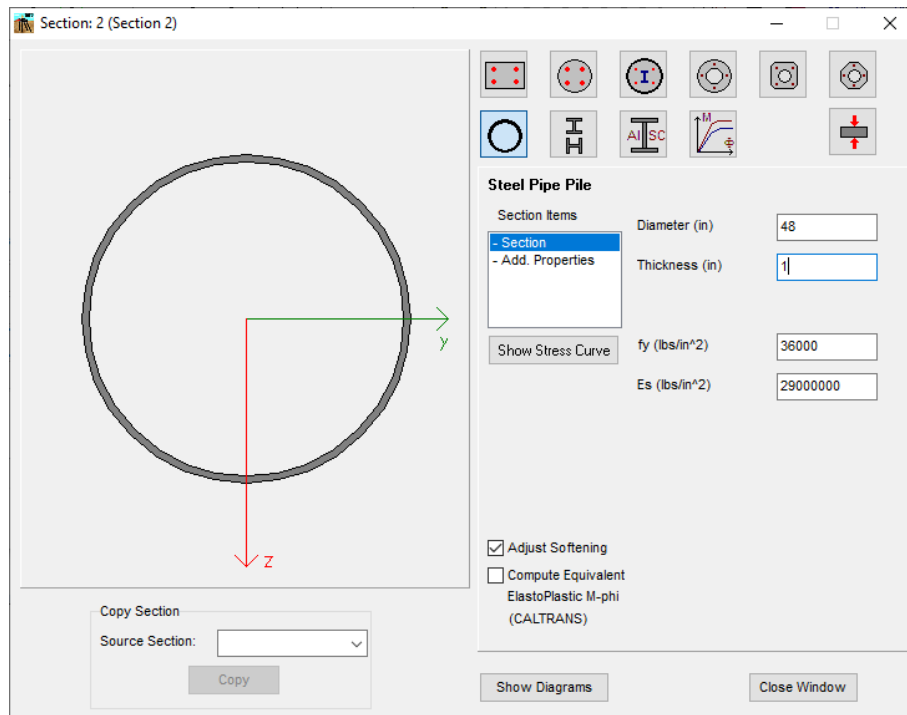 Section: 2 (Section 2)
I
AI SC
M
Φ
Steel Pipe Pile
Section Items
- Section
- Add. Properties
Show Stress Curve
Diameter (in)
48
Thickness (in)
1
fy (lbs/in^2)
36000
Es (lbs/in^2)
29000000
y
z
Adjust Softening
Compute Equivalent
ElastoPlastic M-phi
(CALTRANS)
Copy Section
Source Section:
Copy
Show Diagrams
Close Window